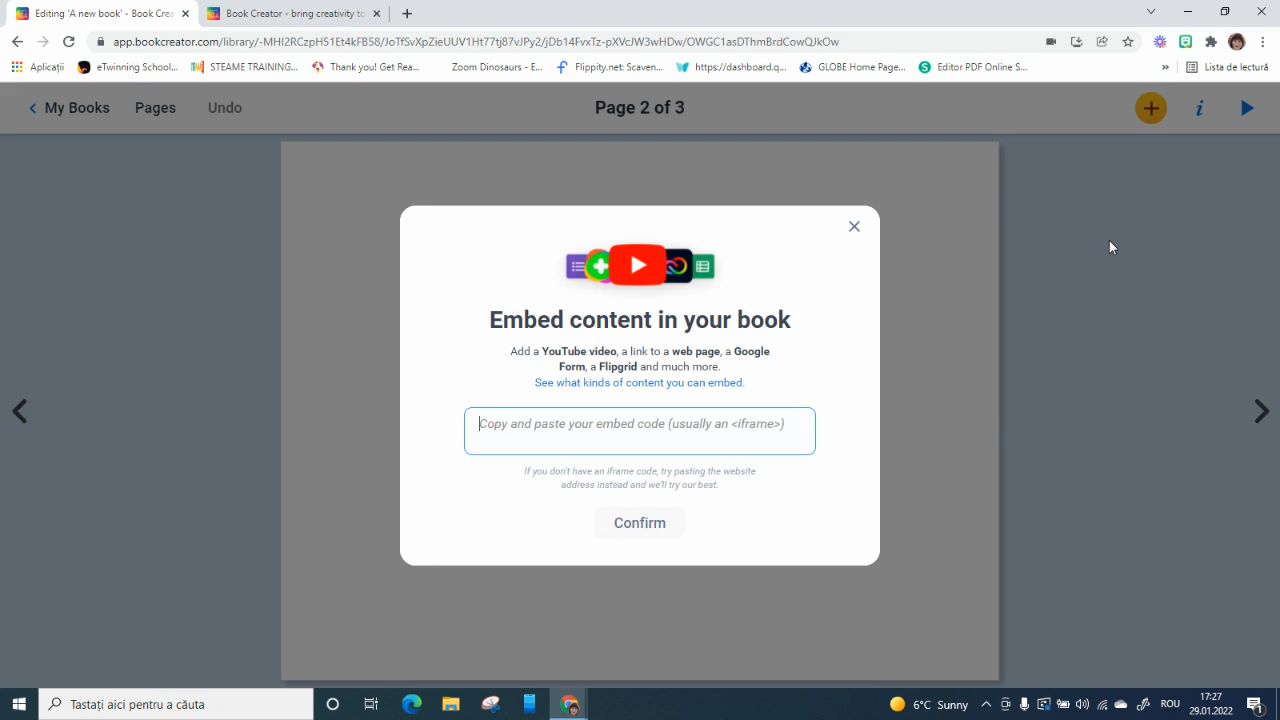 Editing 'A new book' - Book Crea
Book Creator - bring creativity to
app.bookcreator.com/library/-MHI2RCzpH51Et4kFB58/JoTfSvXpZieUUV1Ht77tj87vJPy2/jDb14FvxTz-pXVcJW3wHDw/OWGC1asDThmBrdCowQJkOw
Aplicații
eTwinning School...
STEAME TRAINING...
Thank you! Get Rea...
Zoom Dinosaurs - E...
Flippity.net: Scaven...
https://dashboard.q...
GLOBE Home Page...
Editor PDF Online S...
»
Lista de lectură
My Books
Pages
Undo
Page 2 of 3
Embed content in your book
Add a YouTube video, a link to a web page, a Google
Form, a Flipgrid and much more.
See what kinds of content you can embed.
Copy and paste your embed code (usually an <iframe>)
If you don't have an iframe code, try pasting the website
address instead and we'll try our best.
Confirm
Tastați aici pentru a căuta
6°C Sunny
ROU
17:27
29.01.2022
1